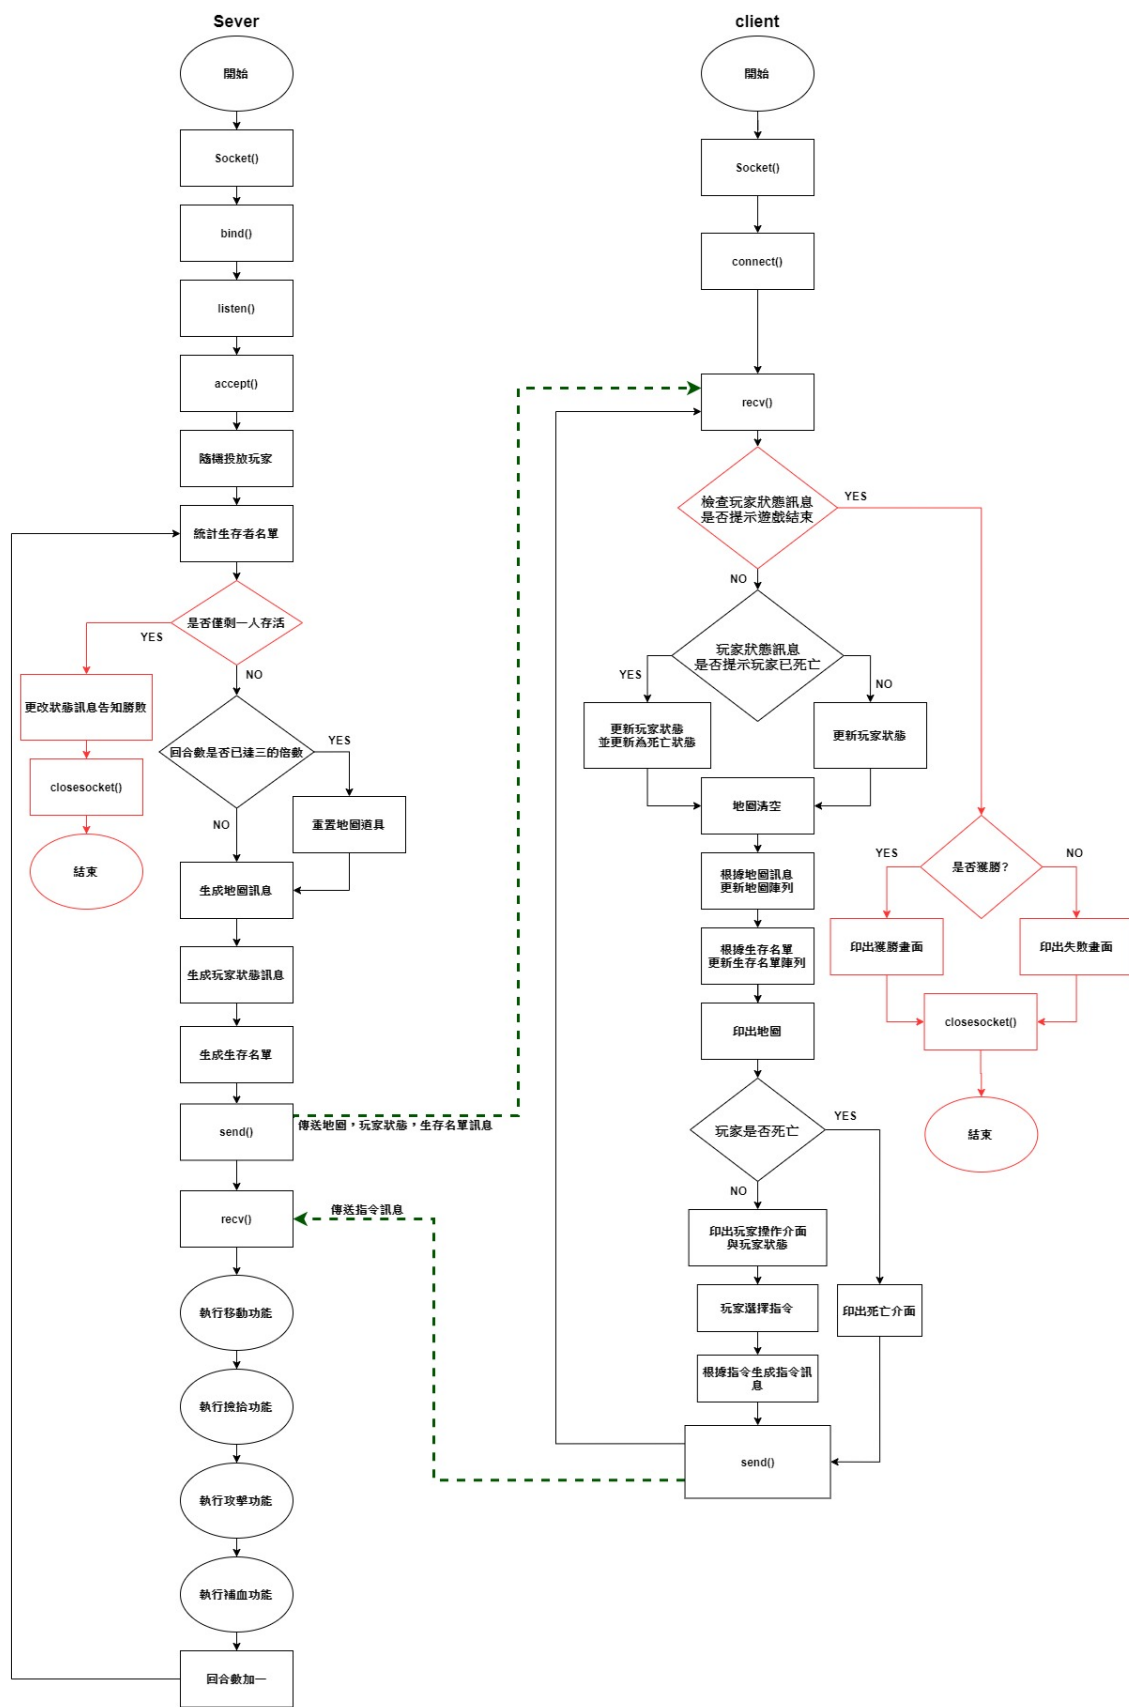 Sever
開始
Socket()
bind()
listen()
accept()
隨機投放玩家
統計生存者名單
是否僅剩一人存活
YES
NO
更改狀態訊息告知勝敗
closesocket()
結束
回合數是否已達三的倍數
YES
NO
重置地圖道具
生成地圖訊息
生成玩家狀態訊息
生成生存名單
send()
傳送地圖，玩家狀態，生存名單訊息
recv()
傳送指令訊息
執行移動功能
執行撿拾功能
執行攻擊功能
執行補血功能
回合數加一
client
開始
Socket()
connect()
recv()
檢查玩家狀態訊息
是否提示遊戲結束
YES
NO
玩家狀態訊息
是否提示玩家已死亡
YES
NO
更新玩家狀態
並更新為死亡狀態
更新玩家狀態
地圖清空
根據地圖訊息
更新地圖陣列
根據生存名單
更新生存名單陣列
印出地圖
玩家是否死亡
YES
NO
印出玩家操作介面
與玩家狀態
玩家選擇指令
根據指令生成指令訊
息
印出死亡介面
send()
是否獲勝?
YES
NO
印出獲勝畫面
印出失敗畫面
closesocket()
結束